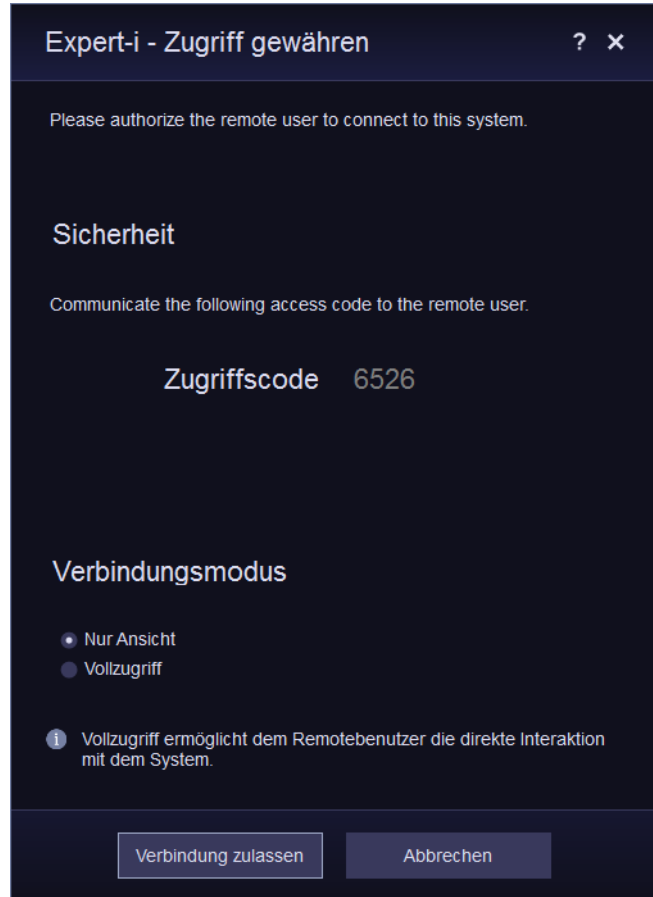 Expert-i - Zugriff gewähren ? ×
Please authorize the remote user to connect to this system.
Sicherheit
Communicate the following access code to the remote user.
Zugriffscode 6526
Verbindungsmodus
Nur Ansicht
Vollzugriff
i Vollzugriff ermöglicht dem Remotebenutzer die direkte Interaktion
mit dem System.
Verbindung zulassen Abbrechen